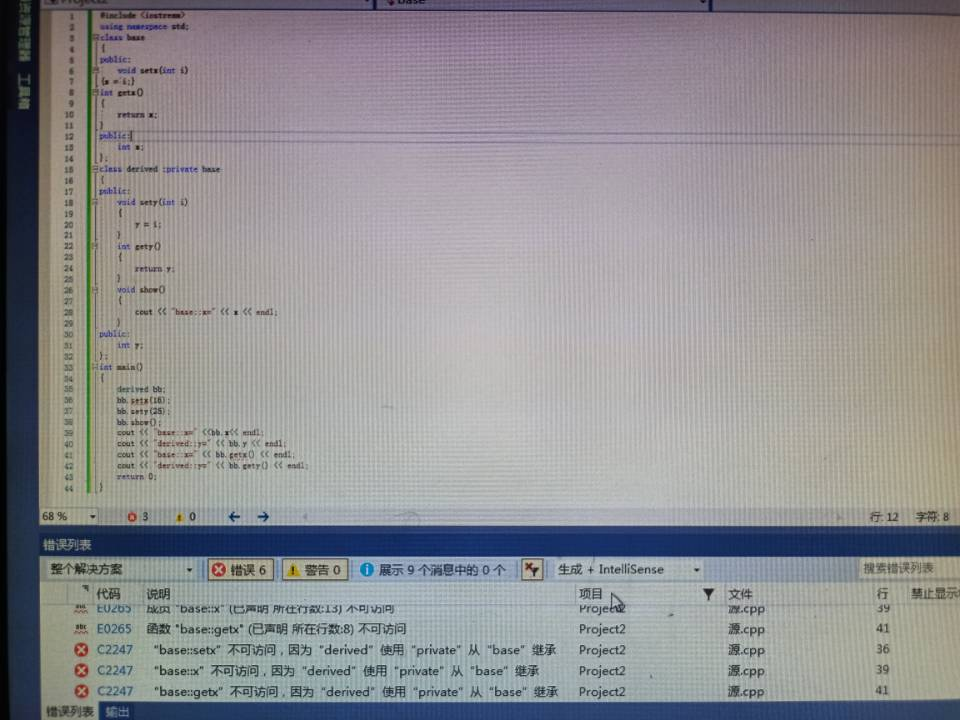 Project2
base
工具箱
1 #include <iostream>
2 using namespace std;
3 class base
4 {
5 public:
6 void setx(int i)
7 {x = i;}
8 int getx()
9 {
10 return x;
11 }
12 public:
13 int x;
14 };
15 class derived :private base
16 {
17 public:
18 void sety(int i)
19 {
20 y = i;
21 }
22 int gety()
23 {
24 return y;
25 }
26 void show()
27 {
28 cout << "base::x=" << x << endl;
29 }
30 public:
31 int y;
32 };
33 int main()
34 {
35 derived bb;
36 bb.setx(16);
37 bb.sety(25);
38 bb.show();
39 cout << "base::x=" <<bb.x<< endl;
40 cout << "derived::y=" << bb.y << endl;
41 cout << "base::x=" << bb.getx() << endl;
42 cout << "derived::y=" << bb.gety() << endl;
43 return 0;
44 }
68 % 3 0 行: 12 字符: 8
错误列表
整个解决方案 错误 6 警告 0 展示 9 个消息中的 0 个 生成 + IntelliSense 搜索错误列表
代码 说明 项目 文件 行 禁止显示
E0265 成员 "base::x" (已声明 所在行数:13) 不可访问 Project2 源.cpp 39
abc E0265 函数 "base::getx" (已声明 所在行数:8) 不可访问 Project2 源.cpp 41
C2247 "base::setx" 不可访问，因为 "derived" 使用 "private" 从 "base" 继承 Project2 源.cpp 36
C2247 "base::x" 不可访问，因为 "derived" 使用 "private" 从 "base" 继承 Project2 源.cpp 39
C2247 "base::getx" 不可访问，因为 "derived" 使用 "private" 从 "base" 继承 Project2 源.cpp 41
错误列表 输出